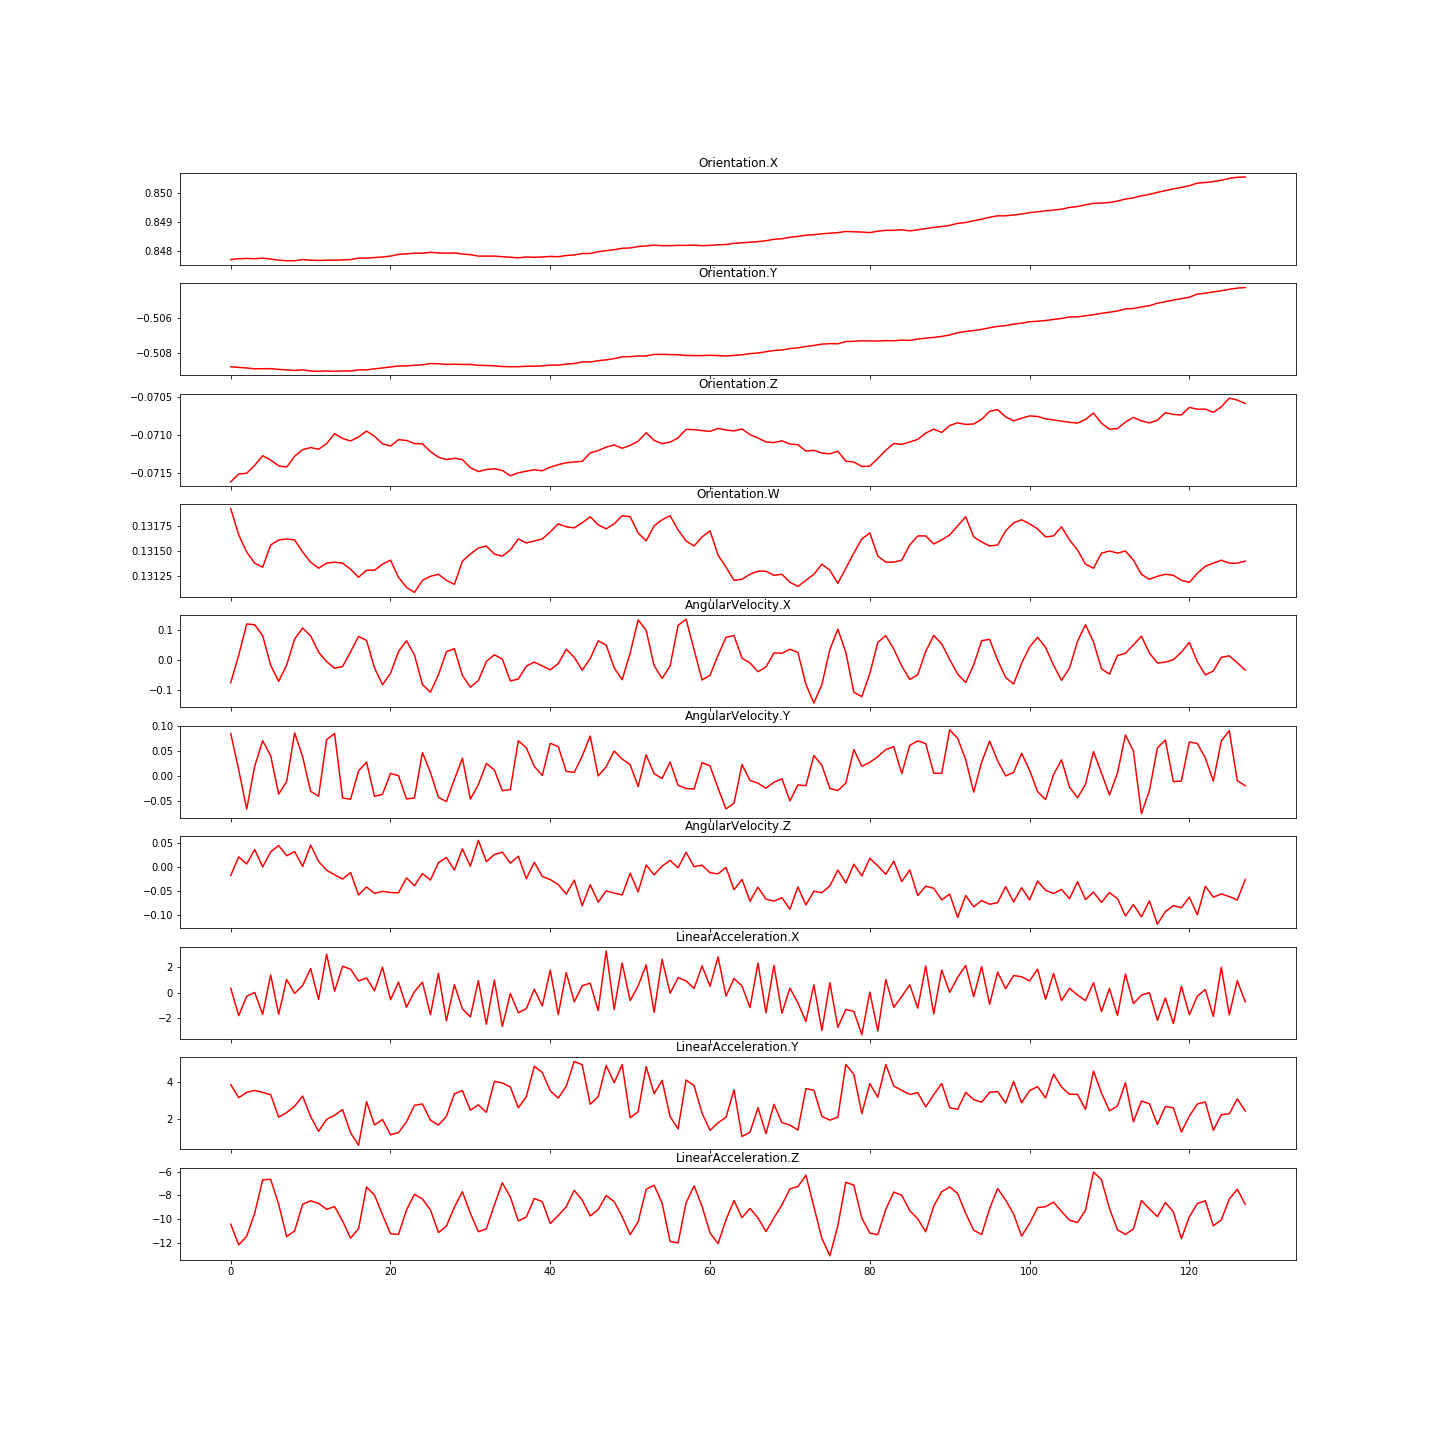 Orientation.X
0.850
0.849
0.848
Orientation.Y
−0.506
−0.508
Orientation.Z
−0.0705
−0.0710
−0.0715
Orientation.W
0.13175
0.13150
0.13125
AngularVelocity.X
0.1
0.0
−0.1
AngularVelocity.Y
0.10
0.05
0.00
−0.05
AngularVelocity.Z
0.05
0.00
−0.05
−0.10
LinearAcceleration.X
2
0
−2
LinearAcceleration.Y
4
2
LinearAcceleration.Z
−6
−8
−10
−12
0 20 40 60 80 100 120